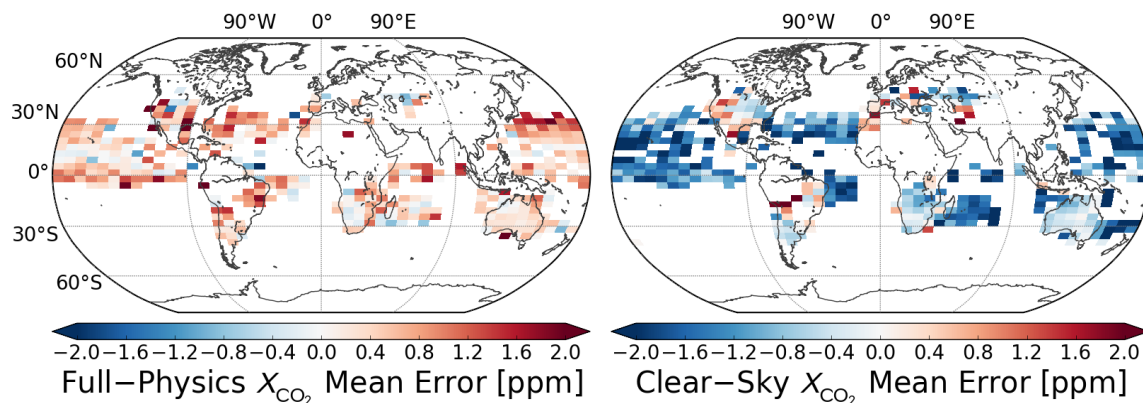 90°W 0° 90°E 90°W 0° 90°E
60°N
30°N
0°
30°S
60°S
−2.0 −1.6 −1.2 −0.8 −0.4 0.0 0.4 0.8 1.2 1.6 2.0 −2.0 −1.6 −1.2 −0.8 −0.4 0.0 0.4 0.8 1.2 1.6 2.0
Full−Physics X_CO₂ Mean Error [ppm] Clear−Sky X_CO₂ Mean Error [ppm]